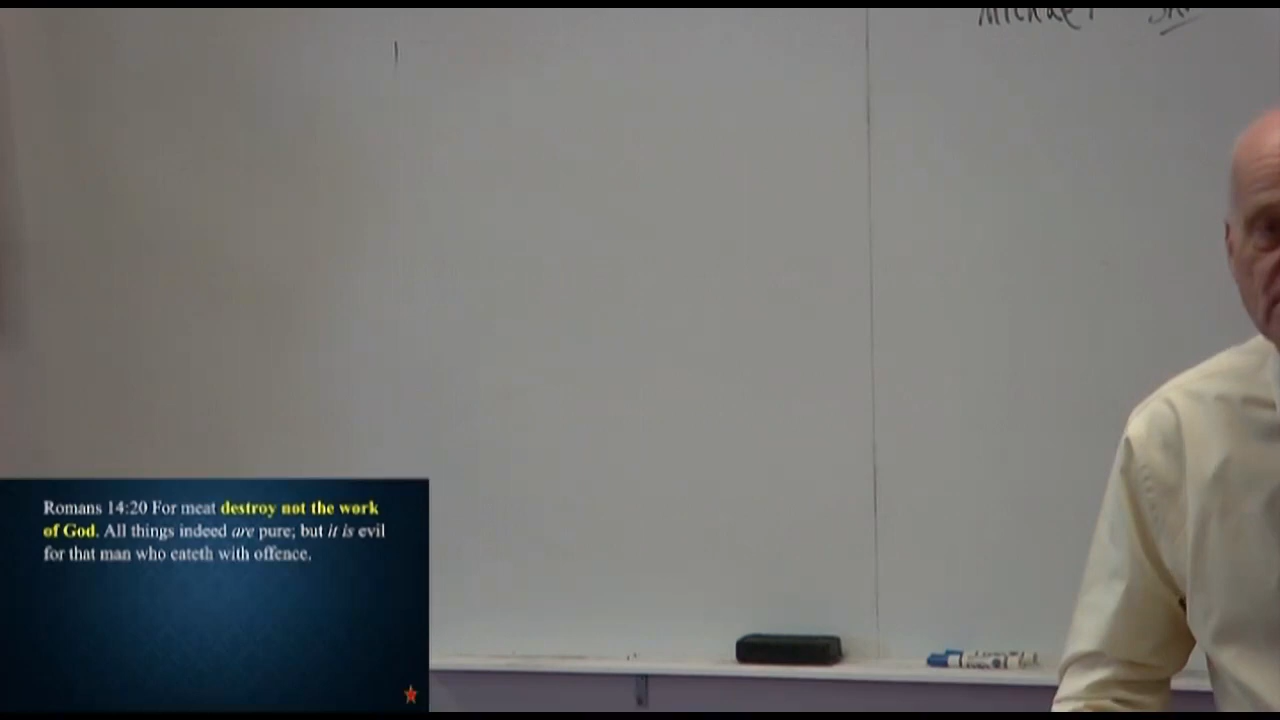 Michael
Romans 14:20 For meat destroy not the work
of God. All things indeed are pure; but it is evil
for that man who eateth with offence.